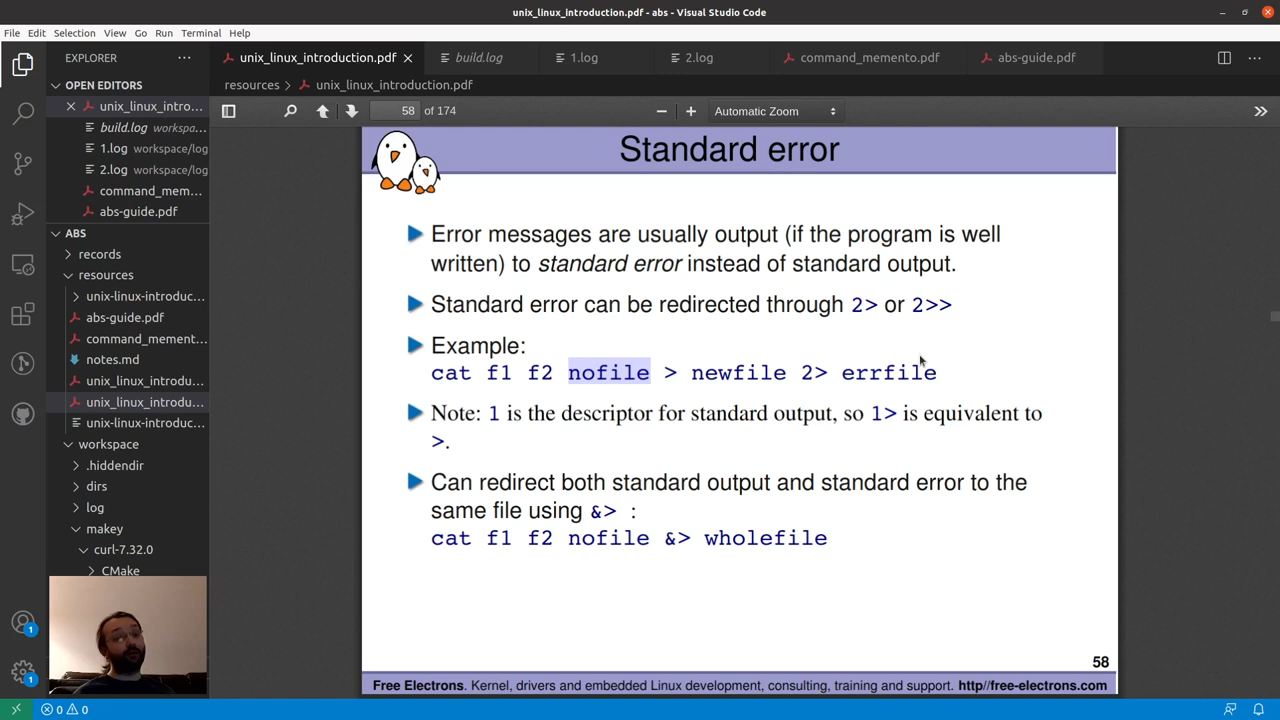 unix_linux_introduction.pdf - abs - Visual Studio Code
File Edit Selection View Go Run Terminal Help
EXPLORER ···
unix_linux_introduction.pdf
build.log
1.log
2.log
command_memento.pdf
abs-guide.pdf
OPEN EDITORS
unix_linux_intro...
build.log workspa...
1.log workspace/log
2.log workspace/log
command_mem...
abs-guide.pdf
ABS
records
resources
unix-linux-introduc...
abs-guide.pdf
command_mement...
notes.md
unix_linux_introdu...
unix_linux_introdu...
unix-linux-introduc...
workspace
.hiddendir
dirs
log
makey
curl-7.32.0
CMake
1
1
resources > unix_linux_introduction.pdf
58 of 174
Automatic Zoom
Standard error
Error messages are usually output (if the program is well
written) to standard error instead of standard output.
Standard error can be redirected through 2> or 2>>
Example:
cat f1 f2 nofile > newfile 2> errfile
Note: 1 is the descriptor for standard output, so 1> is equivalent to
>.
Can redirect both standard output and standard error to the
same file using &> :
cat f1 f2 nofile &> wholefile
58
Free Electrons. Kernel, drivers and embedded Linux development, consulting, training and support. http//free-electrons.com
0 0